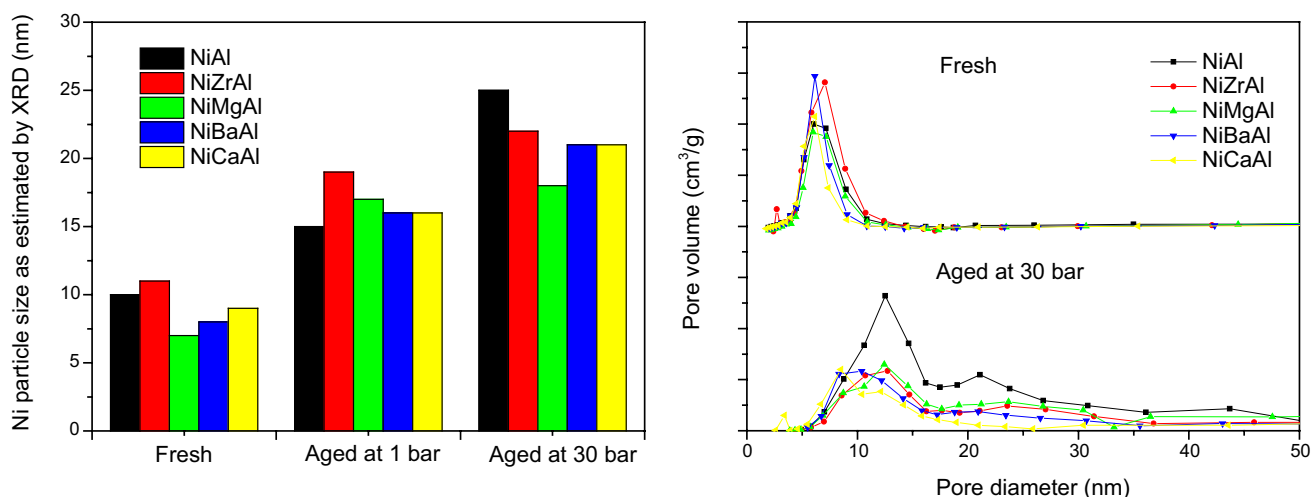 Ni particle size as estimated by XRD (nm)
30
25
20
15
10
5
0
NiAl
NiZrAl
NiMgAl
NiBaAl
NiCaAl
Fresh
Aged at 1 bar
Aged at 30 bar
Pore volume (cm³/g)
Fresh
NiAl
NiZrAl
NiMgAl
NiBaAl
NiCaAl
Aged at 30 bar
0
10
20
30
40
50
Pore diameter (nm)